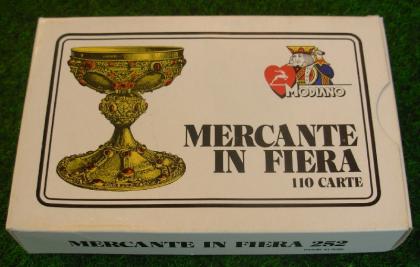 MODIANO
MERCANTE
IN FIERA
110 CARTE
MERCANTE IN FIERA 252